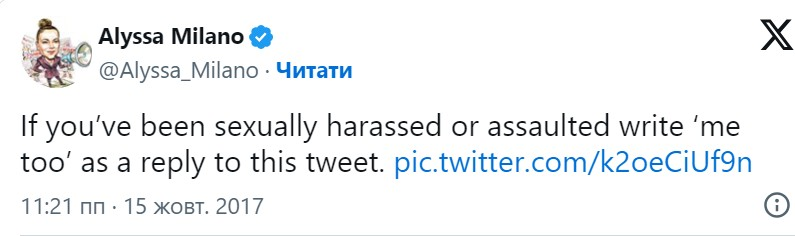 Alyssa Milano
@Alyssa_Milano · Читати
If you’ve been sexually harassed or assaulted write ‘me
too’ as a reply to this tweet. pic.twitter.com/k2oeCiUf9n
11:21 пп · 15 жовт. 2017